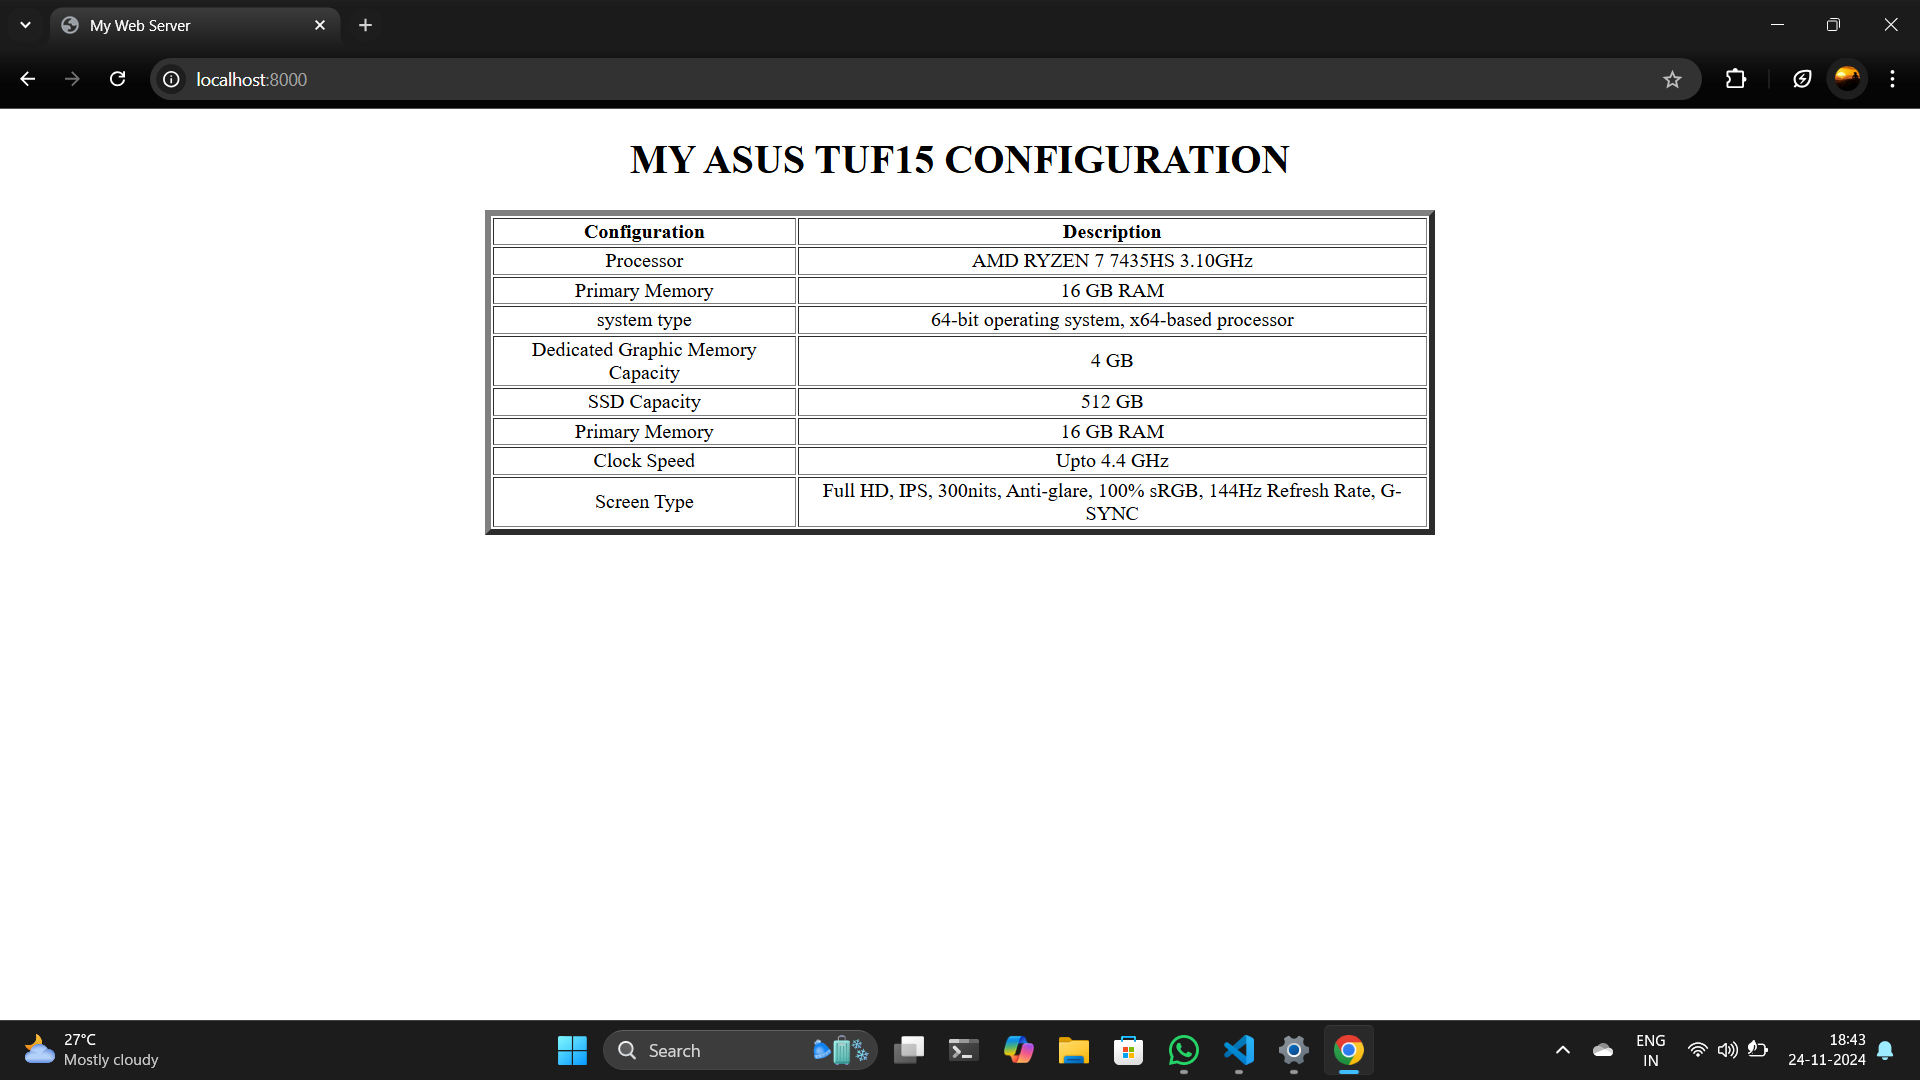 My Web Server
localhost:8000
MY ASUS TUF15 CONFIGURATION
Configuration Description
Processor AMD RYZEN 7 7435HS 3.10GHz
Primary Memory 16 GB RAM
system type 64-bit operating system, x64-based processor
Dedicated Graphic Memory
Capacity 4 GB
SSD Capacity 512 GB
Primary Memory 16 GB RAM
Clock Speed Upto 4.4 GHz
Screen Type Full HD, IPS, 300nits, Anti-glare, 100% sRGB, 144Hz Refresh Rate, G-
SYNC
27°C
Mostly cloudy
Search
ENG
IN
18:43
24-11-2024